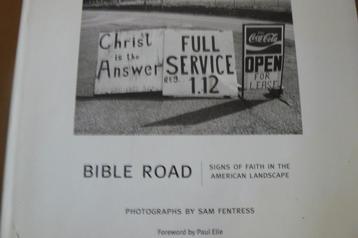 Christ
is the
Answer
FULL
SERVICE
REG. 1.12
Coca-Cola
OPEN
FOR
LEASE
BIBLE ROAD
SIGNS OF FAITH IN THE
AMERICAN LANDSCAPE
PHOTOGRAPHS BY SAM FENTRESS
Foreword by Paul Elie